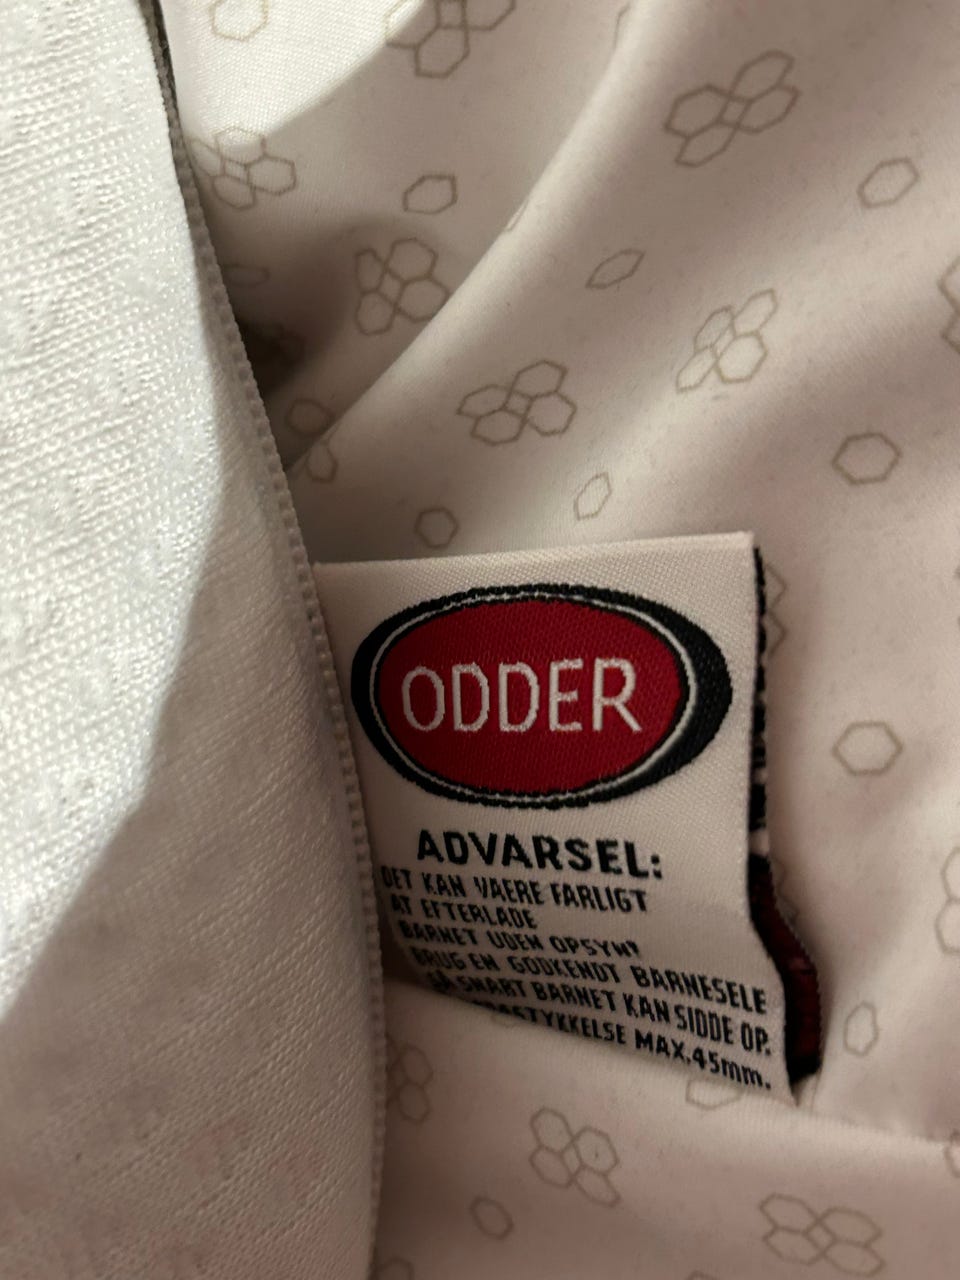 ODDER
ADVARSEL:
DET KAN VAERE FARLIGT
AT EFTERLADE
BARNET UDEN OPSYN!
BRUG EN GODKENDT BARNESELE
SÅ SNART BARNET KAN SIDDE OP.
MAX.45mm.